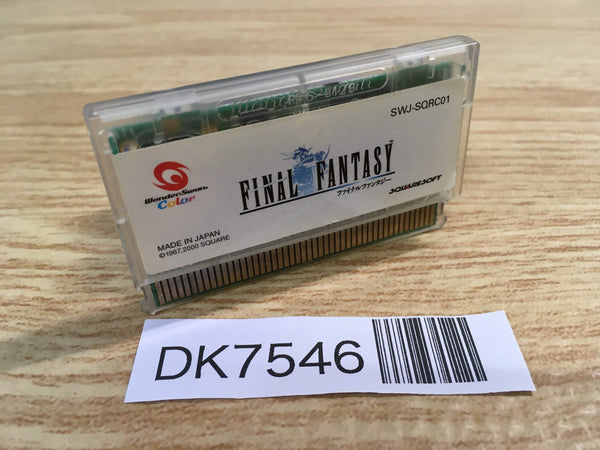 SWJ-SQRC01
WonderSwan
Color
FINAL FANTASY
ファイナルファンタジー
SQUARESOFT
MADE IN JAPAN
©1987,2000 SQUARE
DK7546